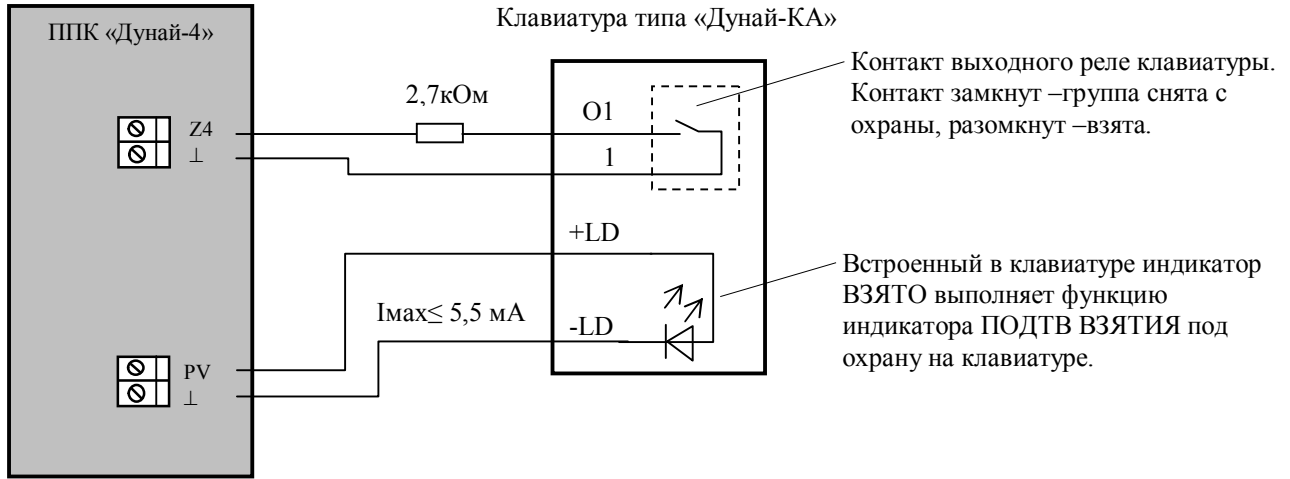 Клавиатура типа «Дунай-КА»
ППК «Дунай-4»
Контакт выходного реле клавиатуры.
Контакт замкнут –группа снята с
охраны, разомкнут –взята.
2,7кОм
O1
Z4
⊥
1
+LD
Встроенный в клавиатуре индикатор
ВЗЯТО выполняет функцию
индикатора ПОДТВ ВЗЯТИЯ под
охрану на клавиатуре.
Iмах≤ 5,5 мА
-LD
PV
⊥